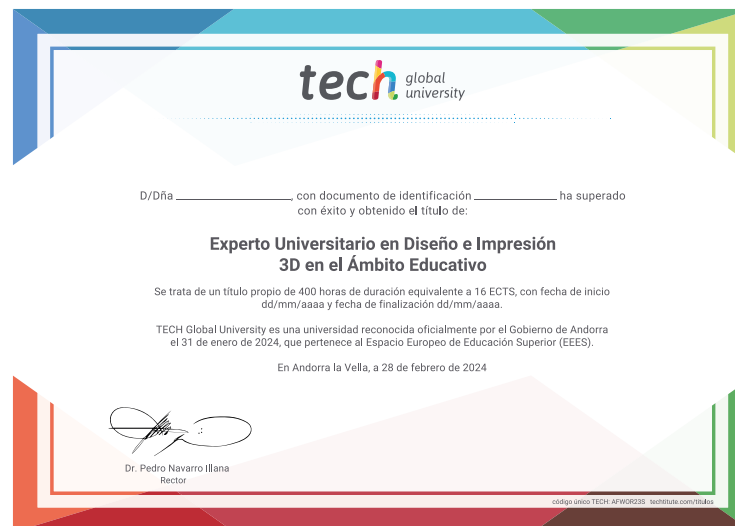 tech global
university
D/Dña ____________, con documento de identificación ____________ ha superado
con éxito y obtenido el título de:
Experto Universitario en Diseño e Impresión
3D en el Ámbito Educativo
Se trata de un título propio de 400 horas de duración equivalente a 16 ECTS, con fecha de inicio
dd/mm/aaaa y fecha de finalización dd/mm/aaaa.
TECH Global University es una universidad reconocida oficialmente por el Gobierno de Andorra
el 31 de enero de 2024, que pertenece al Espacio Europeo de Educación Superior (EEES).
En Andorra la Vella, a 28 de febrero de 2024
Dr. Pedro Navarro Illana
Rector
código único TECH: AFWOR23S techtitute.com/titulos